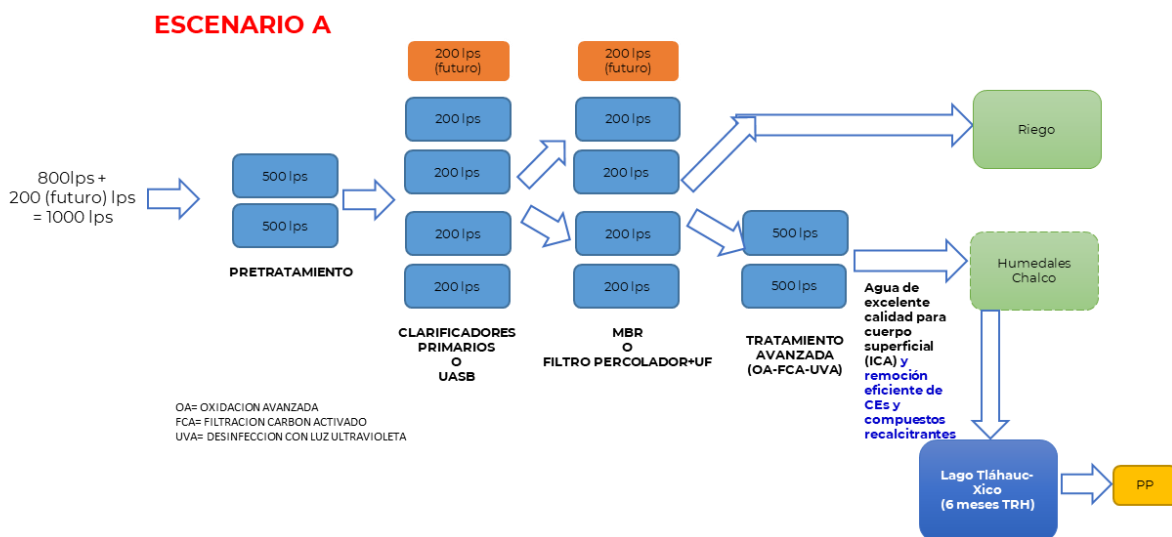 ESCENARIO A
800lps +
200 (futuro) lps
= 1000 lps
500 lps
500 lps
PRETRATAMIENTO
200 lps
(futuro)
200 lps
200 lps
200 lps
200 lps
CLARIFICADORES
PRIMARIOS
O
UASB
200 lps
(futuro)
200 lps
200 lps
200 lps
200 lps
MBR
O
FILTRO PERCOLADOR+UF
500 lps
500 lps
TRATAMIENTO
AVANZADA
(OA-FCA-UVA)
Riego
Humedales
Chalco
Agua de
excelente
calidad para
cuerpo
superficial
(ICA) y
remoción
eficiente de
CEs y
compuestos
recalcitrantes
Lago Tláhauc-
Xico
(6 meses TRH)
PP
OA= OXIDACION AVANZADA
FCA= FILTRACION CARBON ACTIVADO
UVA= DESINFECCION CON LUZ ULTRAVIOLETA